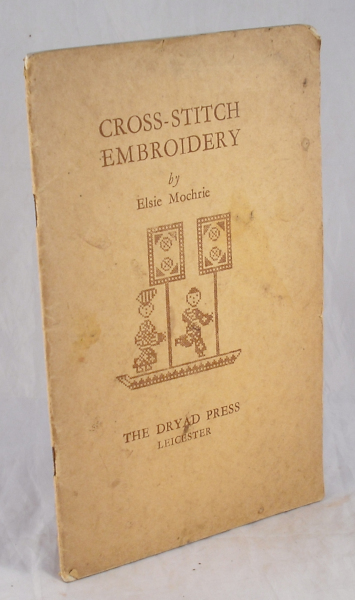 CROSS-STITCH
EMBROIDERY
by
Elsie Mochrie
THE DRYAD PRESS
LEICESTER